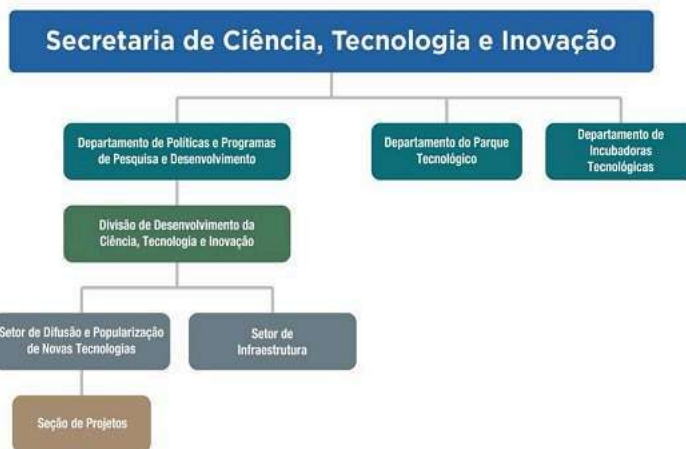 Secretaria de Ciência, Tecnologia e Inovação
Departamento de Políticas e Programas
de Pesquisa e Desenvolvimento
Departamento do Parque
Tecnológico
Departamento de
Incubadoras
Tecnológicas
Divisão de Desenvolvimento da
Ciência, Tecnologia e Inovação
Setor de Difusão e Popularização
de Novas Tecnologias
Setor de
Infraestrutura
Seção de Projetos